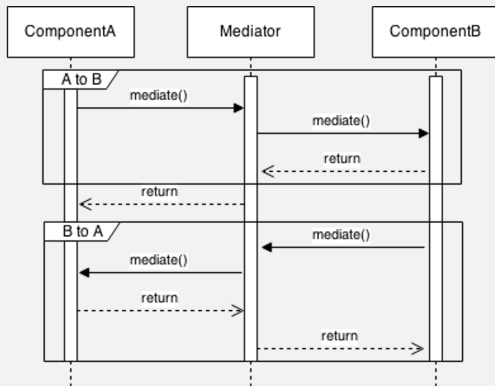 ComponentA
Mediator
ComponentB
A to B
mediate()
mediate()
return
return
B to A
mediate()
mediate()
return
return